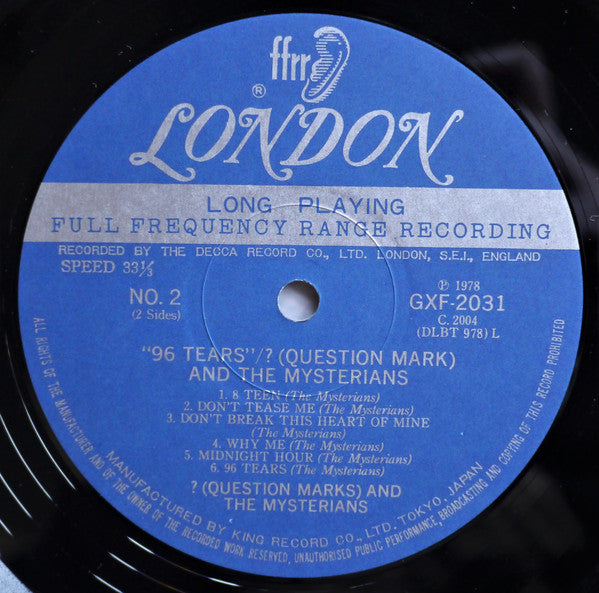 ffrr
®
LONDON
LONG PLAYING
FULL FREQUENCY RANGE RECORDING
RECORDED BY THE DECCA RECORD CO., LTD. LONDON, S.E.I., ENGLAND
SPEED 33⅓
NO. 2
(2 Sides)
℗ 1978
GXF-2031
C. 2004
(DLBT 978) L
"96 TEARS"/? (QUESTION MARK)
AND THE MYSTERIANS
1. 8 TEEN (The Mysterians)
2. DON'T TEASE ME (The Mysterians)
3. DON'T BREAK THIS HEART OF MINE
(The Mysterians)
4. WHY ME (The Mysterians)
5. MIDNIGHT HOUR (The Mysterians)
6. 96 TEARS (The Mysterians)
? (QUESTION MARKS) AND
THE MYSTERIANS
MANUFACTURED BY KING RECORD CO., LTD. TOKYO, JAPAN
ALL RIGHTS OF THE MANUFACTURER AND OF THE OWNER OF THE RECORDED WORK RESERVED, UNAUTHORISED PUBLIC PERFORMANCE, BROADCASTING AND COPYING OF THIS RECORD PROHIBITED